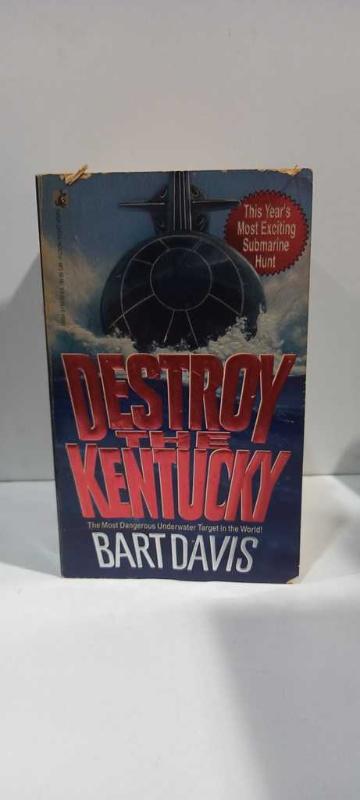 This Year's
Most Exciting
Submarine
Hunt
DESTROY
THE
KENTUCKY
The Most Dangerous Underwater Target in the World!
BART DAVIS